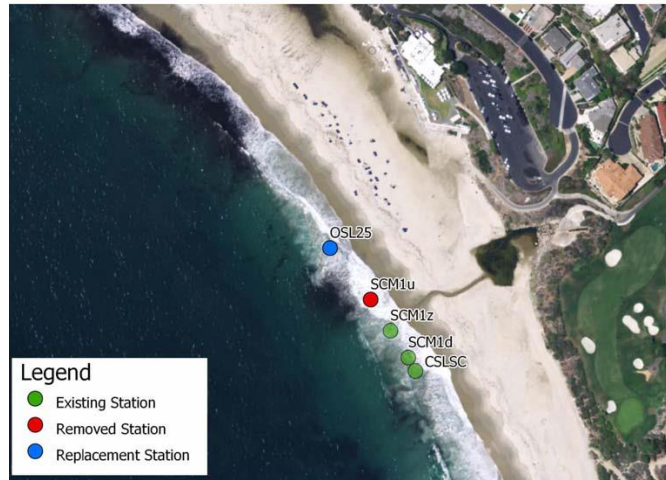 OSL25
SCM1u
SCM1z
SCM1d
CSLSC
Legend
Existing Station
Removed Station
Replacement Station